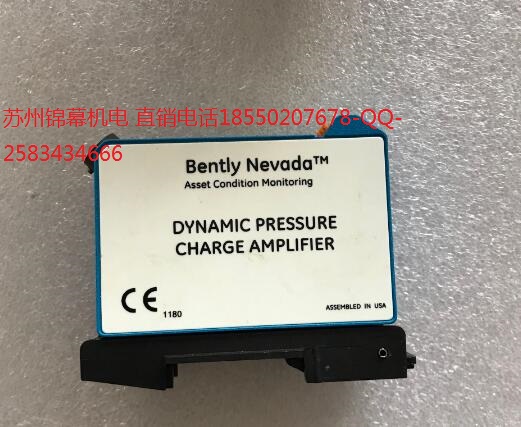 苏州锦幕机电 直销电话18550207678-QQ-
2583434666
Bently Nevada™
Asset Condition Monitoring
DYNAMIC PRESSURE
CHARGE AMPLIFIER
CE 1180
ASSEMBLED IN USA